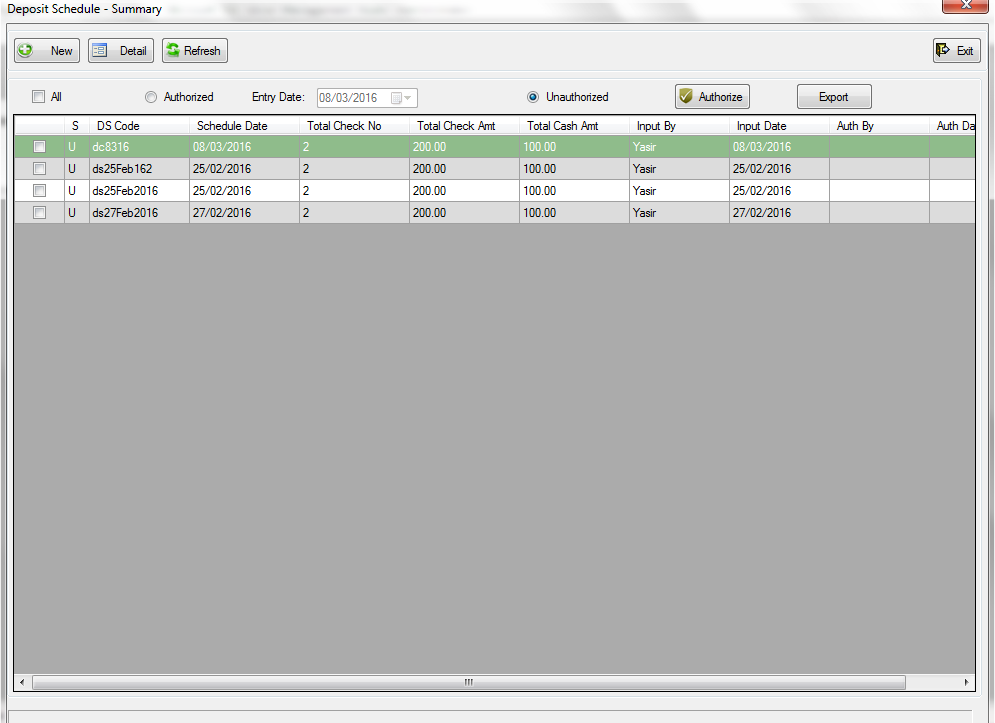 Deposit Schedule - Summary
New Detail Refresh Exit
All Authorized Entry Date: 08/03/2016 Unauthorized Authorize Export
S DS Code Schedule Date Total Check No Total Check Amt Total Cash Amt Input By Input Date Auth By Auth Da
U dc8316 08/03/2016 2 200.00 100.00 Yasir 08/03/2016
U ds25Feb162 25/02/2016 2 200.00 100.00 Yasir 25/02/2016
U ds25Feb2016 25/02/2016 2 200.00 100.00 Yasir 25/02/2016
U ds27Feb2016 27/02/2016 2 200.00 100.00 Yasir 27/02/2016